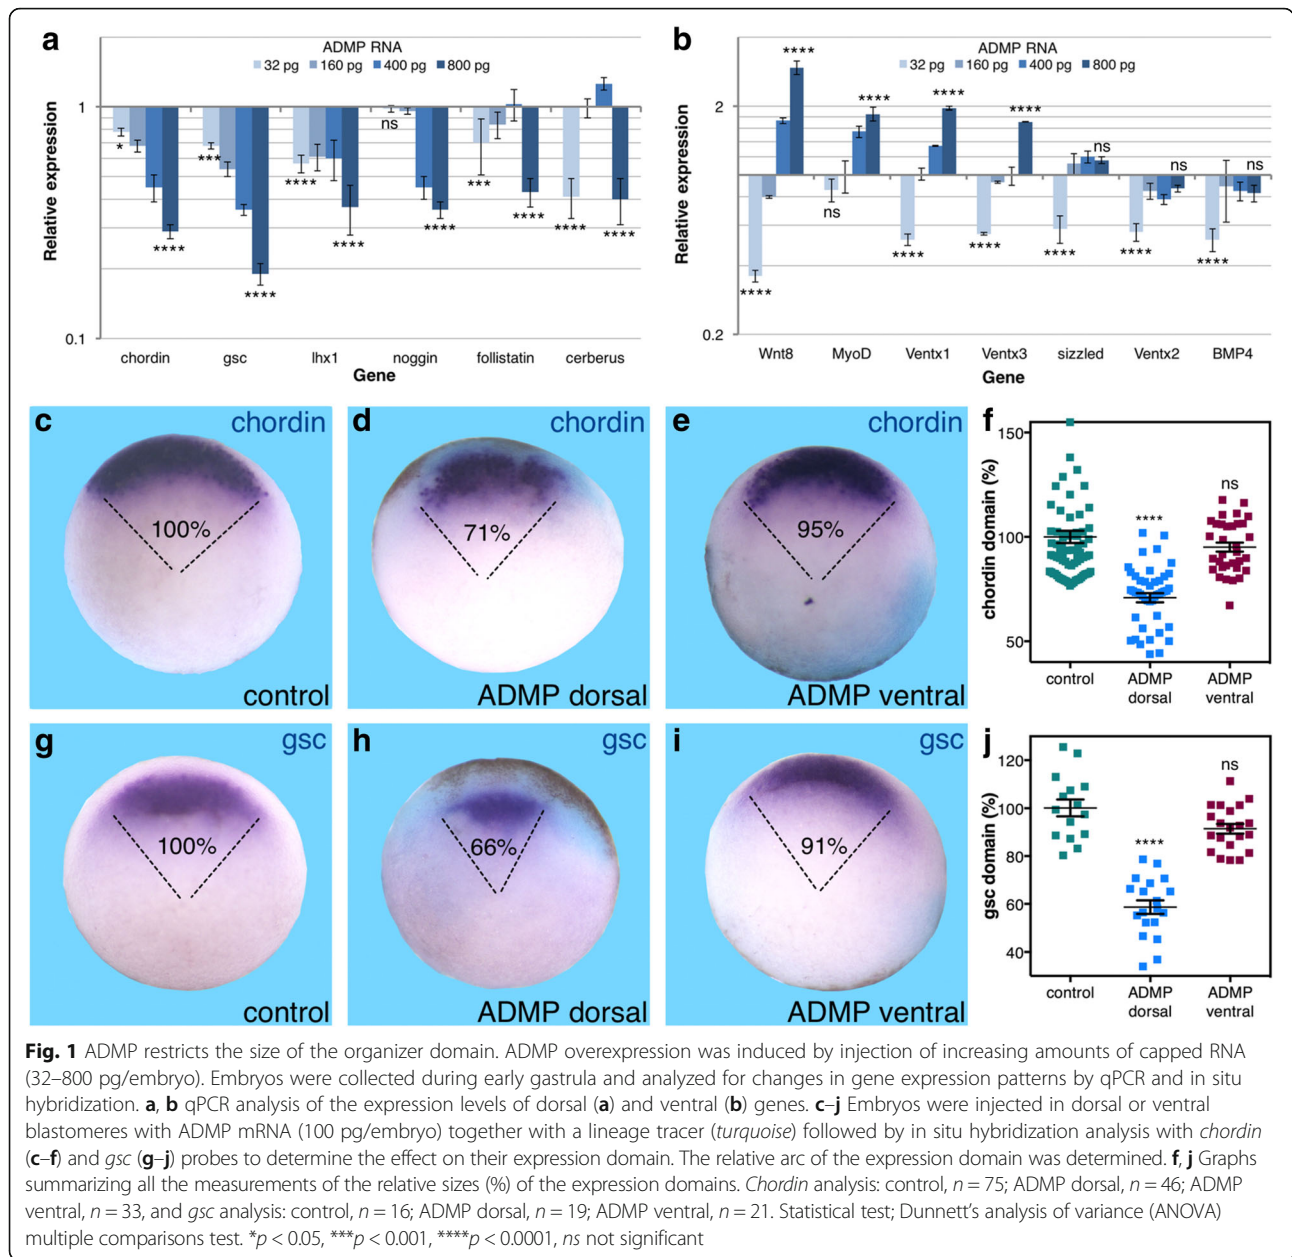 a
ADMP RNA
32 pg 160 pg 400 pg 800 pg
Relative expression
1
0.1
* **** *** **** **** **** ns **** *** **** **** ****
chordin gsc lhx1 noggin follistatin cerberus
Gene
b
ADMP RNA
32 pg 160 pg 400 pg 800 pg
Relative expression
2
0.2
**** **** ns **** **** **** **** **** **** ns **** ns **** ns
Wnt8 MyoD Ventx1 Ventx3 sizzled Ventx2 BMP4
Gene
c chordin
100%
control
d chordin
71%
ADMP dorsal
e chordin
95%
ADMP ventral
f
chordin domain (%)
150
100
50
**** ns
control ADMP dorsal ADMP ventral
g gsc
100%
control
h gsc
66%
ADMP dorsal
i gsc
91%
ADMP ventral
j
gsc domain (%)
120
100
80
60
40
**** ns
control ADMP dorsal ADMP ventral
Fig. 1 ADMP restricts the size of the organizer domain. ADMP overexpression was induced by injection of increasing amounts of capped RNA
(32–800 pg/embryo). Embryos were collected during early gastrula and analyzed for changes in gene expression patterns by qPCR and in situ
hybridization. a, b qPCR analysis of the expression levels of dorsal (a) and ventral (b) genes. c–j Embryos were injected in dorsal or ventral
blastomeres with ADMP mRNA (100 pg/embryo) together with a lineage tracer (turquoise) followed by in situ hybridization analysis with chordin
(c–f) and gsc (g–j) probes to determine the effect on their expression domain. The relative arc of the expression domain was determined. f, j Graphs
summarizing all the measurements of the relative sizes (%) of the expression domains. Chordin analysis: control, n = 75; ADMP dorsal, n = 46; ADMP
ventral, n = 33, and gsc analysis: control, n = 16; ADMP dorsal, n = 19; ADMP ventral, n = 21. Statistical test; Dunnett's analysis of variance (ANOVA)
multiple comparisons test. *p < 0.05, ***p < 0.001, ****p < 0.0001, ns not significant